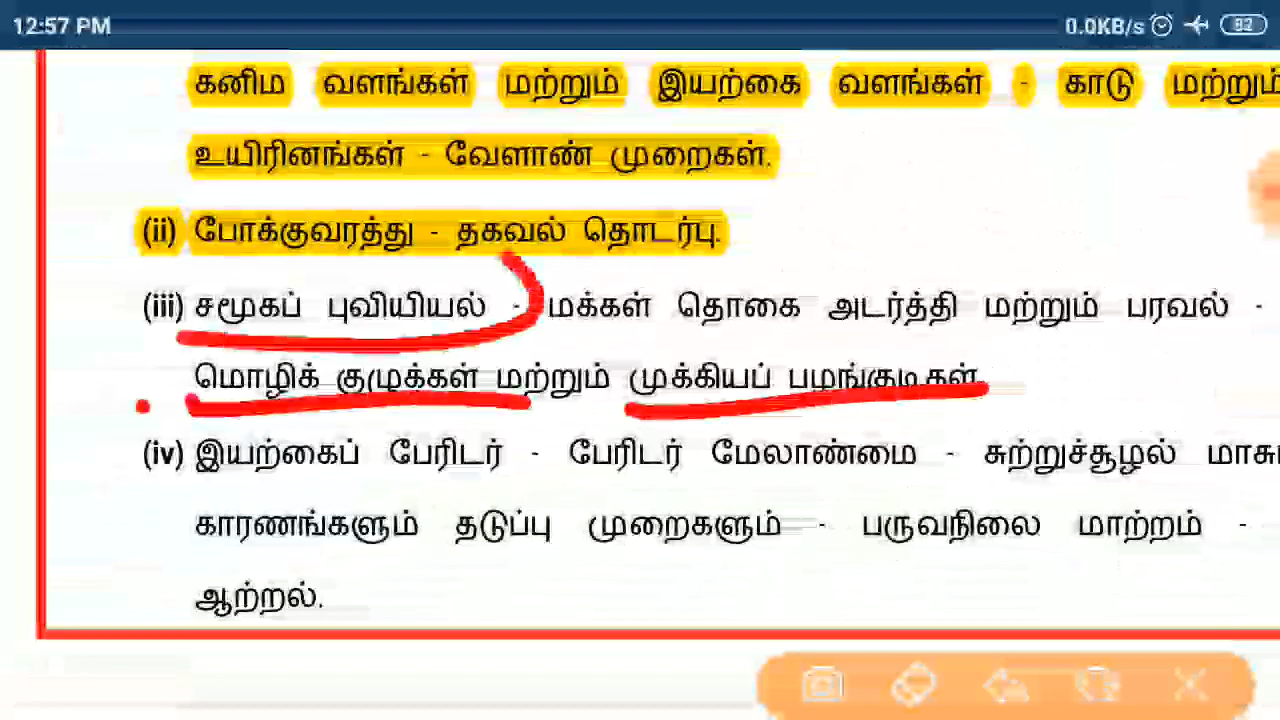 12:57 PM 0.0KB/s 82
கனிம வளங்கள் மற்றும் இயற்கை வளங்கள் - காடு மற்றும்
உயிரினங்கள் - வேளாண் முறைகள்.
(ii) போக்குவரத்து - தகவல் தொடர்பு.
(iii) சமூகப் புவியியல் - மக்கள் தொகை அடர்த்தி மற்றும் பரவல் -
மொழிக் குழுக்கள் மற்றும் முக்கியப் பழங்குடிகள்
(iv) இயற்கைப் பேரிடர் - பேரிடர் மேலாண்மை - சுற்றுச்சூழல்
காரணங்களும் தடுப்பு முறைகளும் - பருவநிலை மாற்றம் -
ஆற்றல்.